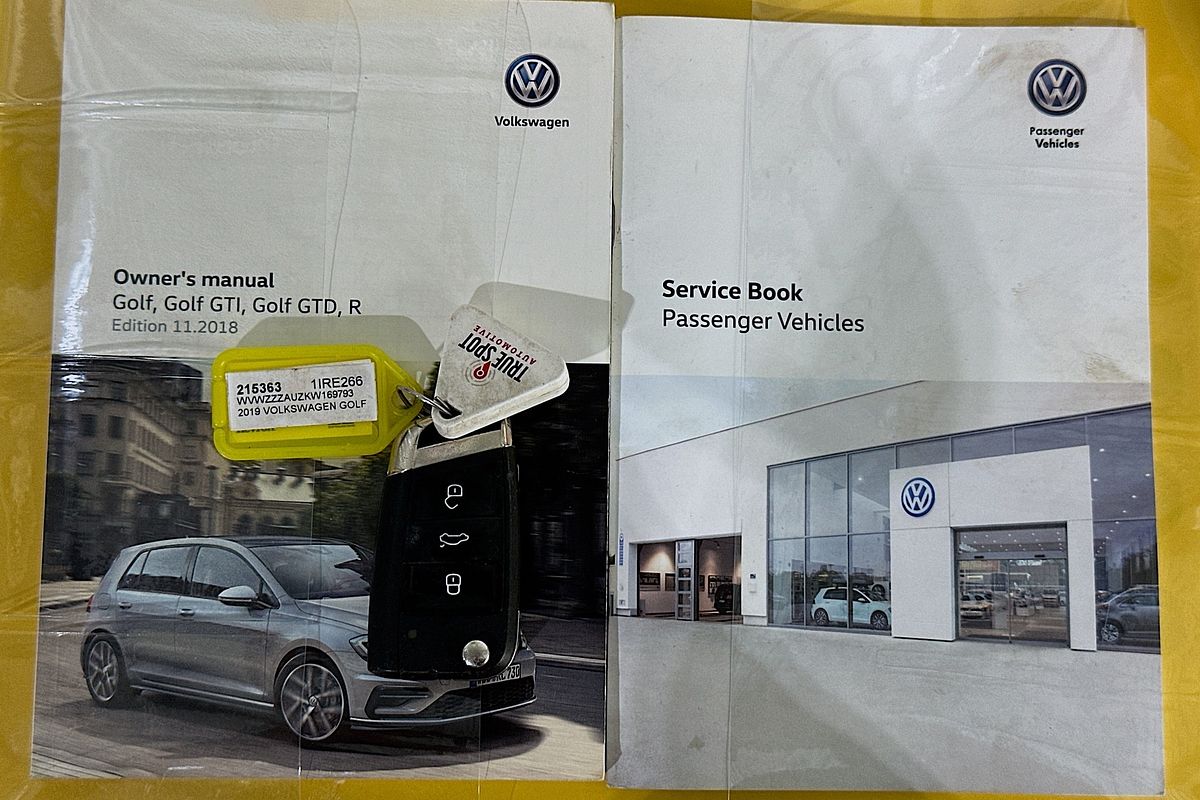 Volkswagen
Owner's manual
Golf, Golf GTI, Golf GTD, R
Edition 11.2018
215363 1IRE266
WVWZZZAUZKW169793
2019 VOLKSWAGEN GOLF
TRUE SPOT
AUTOMOTIVE
Passenger
Vehicles
Service Book
Passenger Vehicles